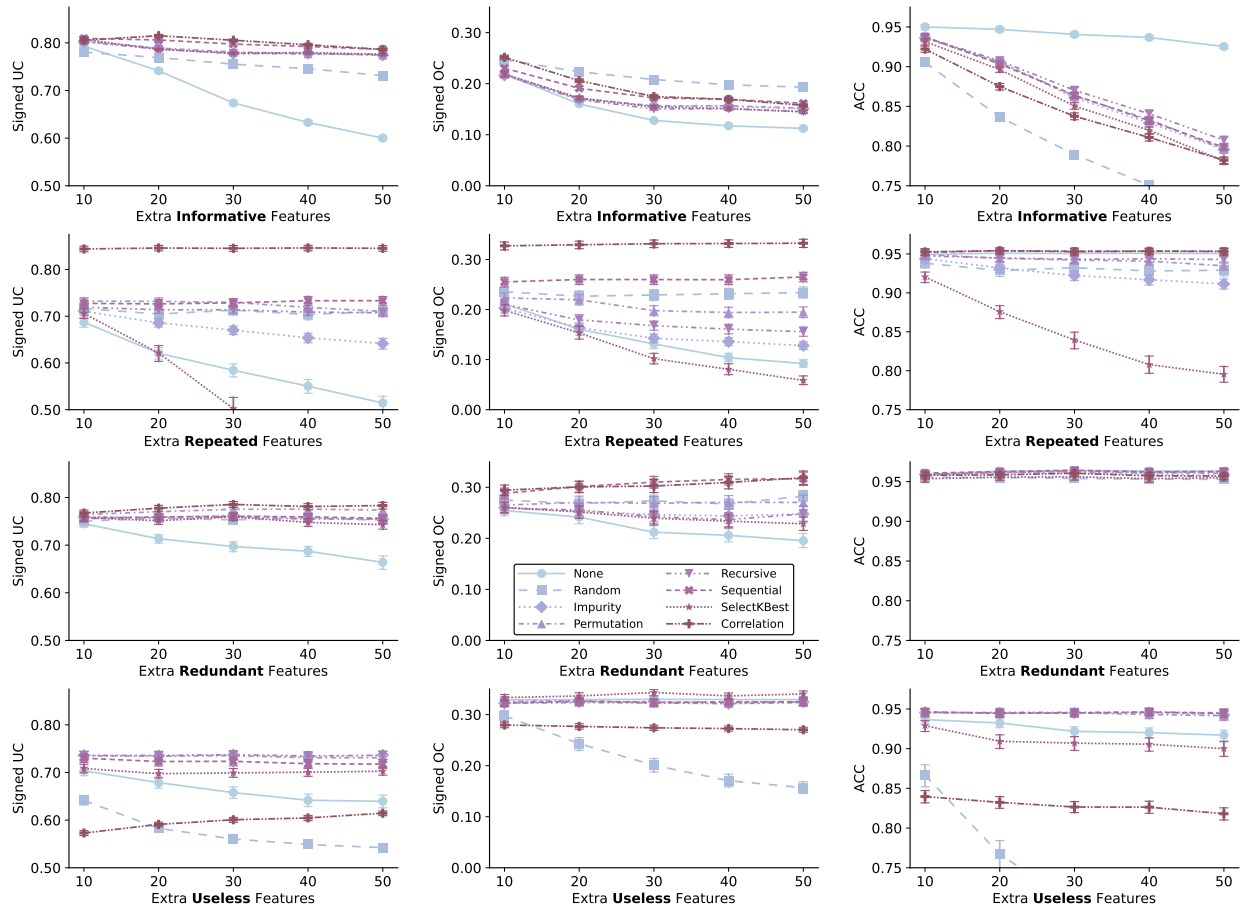 0.80
0.70
0.60
0.50
Signed UC
10 20 30 40 50
Extra Informative Features
0.30
0.20
0.10
0.00
Signed OC
10 20 30 40 50
Extra Informative Features
0.95
0.90
0.85
0.80
0.75
ACC
10 20 30 40 50
Extra Informative Features
0.80
0.70
0.60
0.50
Signed UC
10 20 30 40 50
Extra Repeated Features
0.30
0.20
0.10
0.00
Signed OC
10 20 30 40 50
Extra Repeated Features
0.95
0.90
0.85
0.80
0.75
ACC
10 20 30 40 50
Extra Repeated Features
0.80
0.70
0.60
0.50
Signed UC
10 20 30 40 50
Extra Redundant Features
0.30
0.20
0.10
0.00
Signed OC
None
Random
Impurity
Permutation
Recursive
Sequential
SelectKBest
Correlation
10 20 30 40 50
Extra Redundant Features
0.95
0.90
0.85
0.80
0.75
ACC
10 20 30 40 50
Extra Redundant Features
0.80
0.70
0.60
0.50
Signed UC
10 20 30 40 50
Extra Useless Features
0.30
0.20
0.10
0.00
Signed OC
10 20 30 40 50
Extra Useless Features
0.95
0.90
0.85
0.80
0.75
ACC
10 20 30 40 50
Extra Useless Features